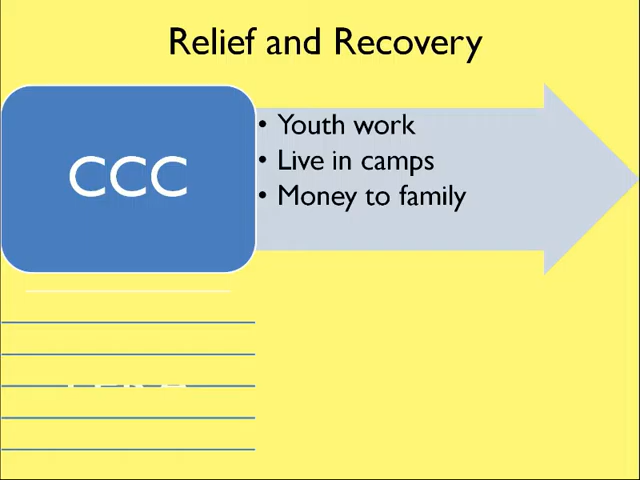 Relief and Recovery
CCC
• Youth work
• Live in camps
• Money to family